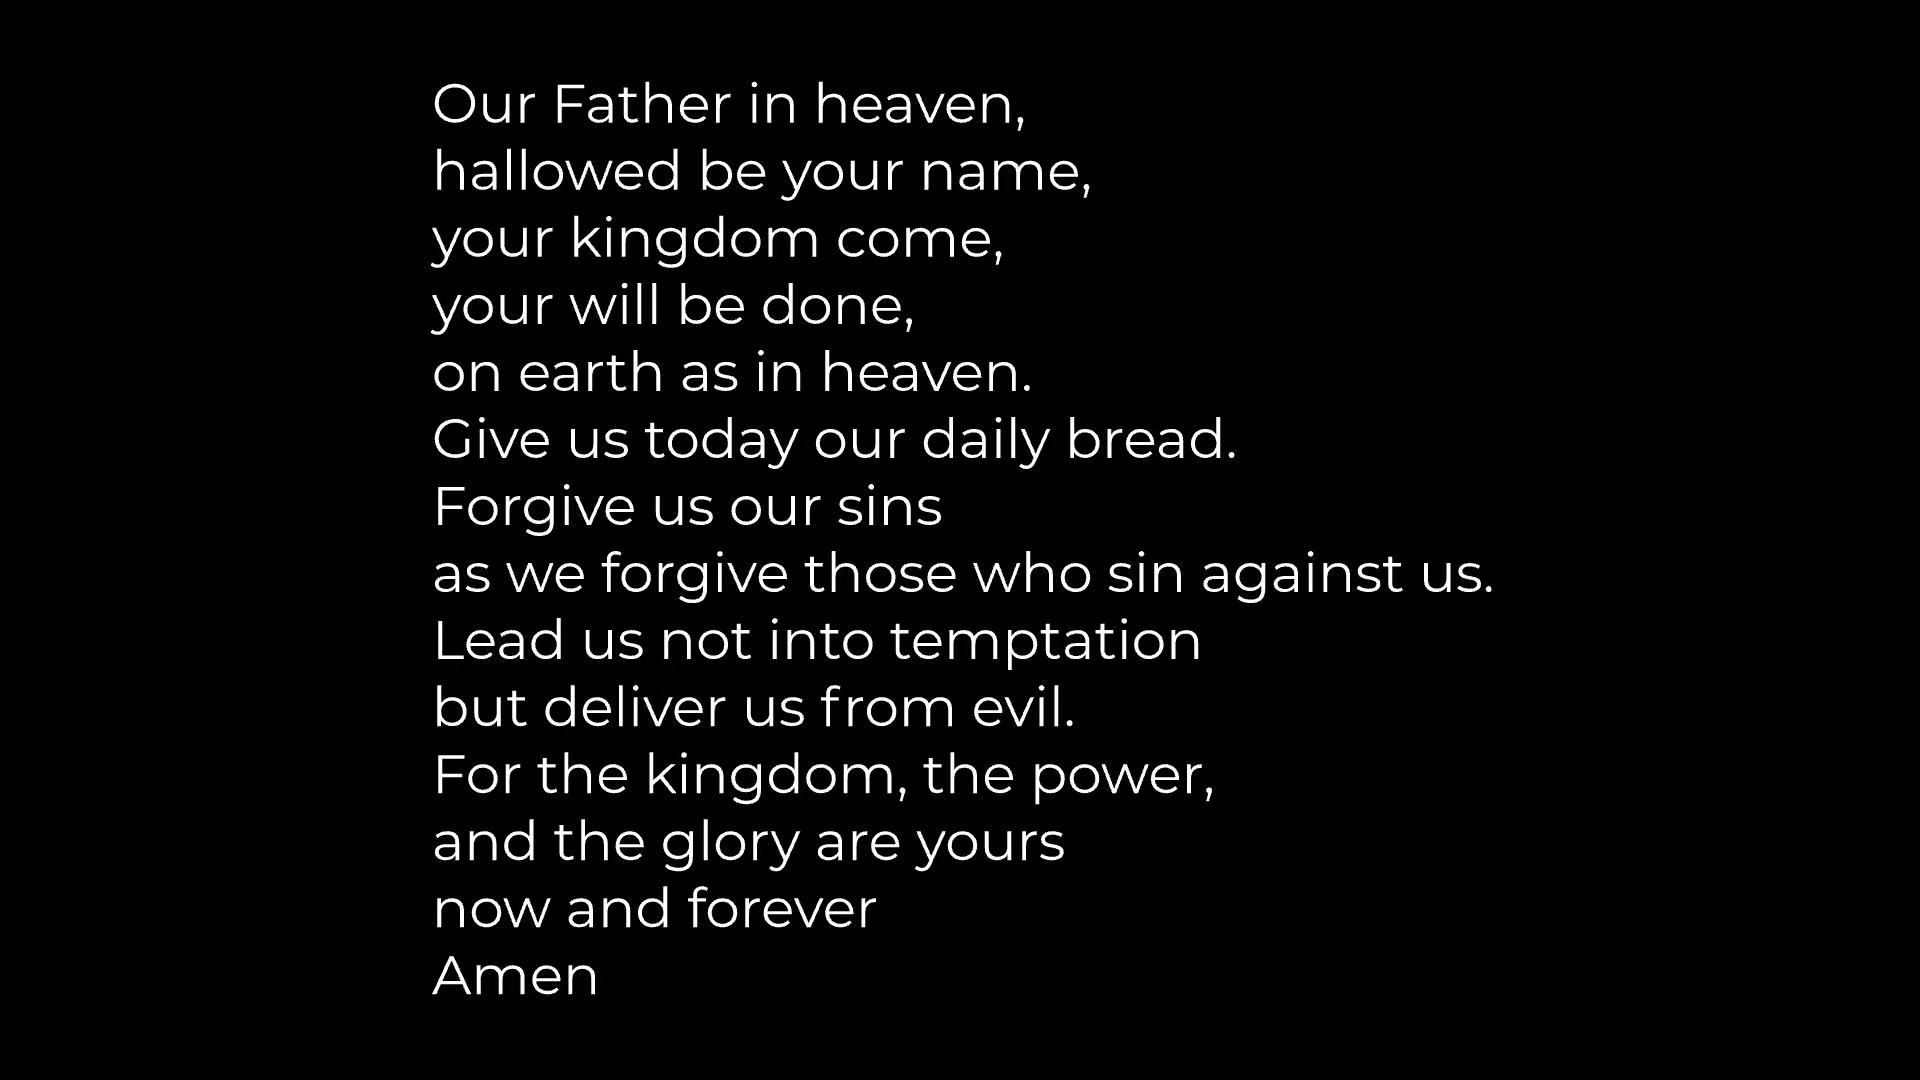 Our Father in heaven,
hallowed be your name,
your kingdom come,
your will be done,
on earth as in heaven.
Give us today our daily bread.
Forgive us our sins
as we forgive those who sin against us.
Lead us not into temptation
but deliver us from evil.
For the kingdom, the power,
and the glory are yours
now and forever
Amen